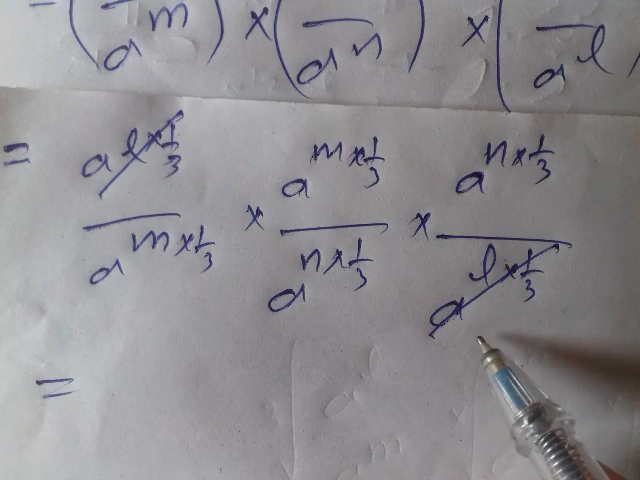 = ( / a^m ) × ( / a^n ) × ( / a^l )
= a^(l×1/3) / a^(m×1/3) × a^(m×1/3) / a^(n×1/3) × a^(n×1/3) / a^(l×1/3)
=